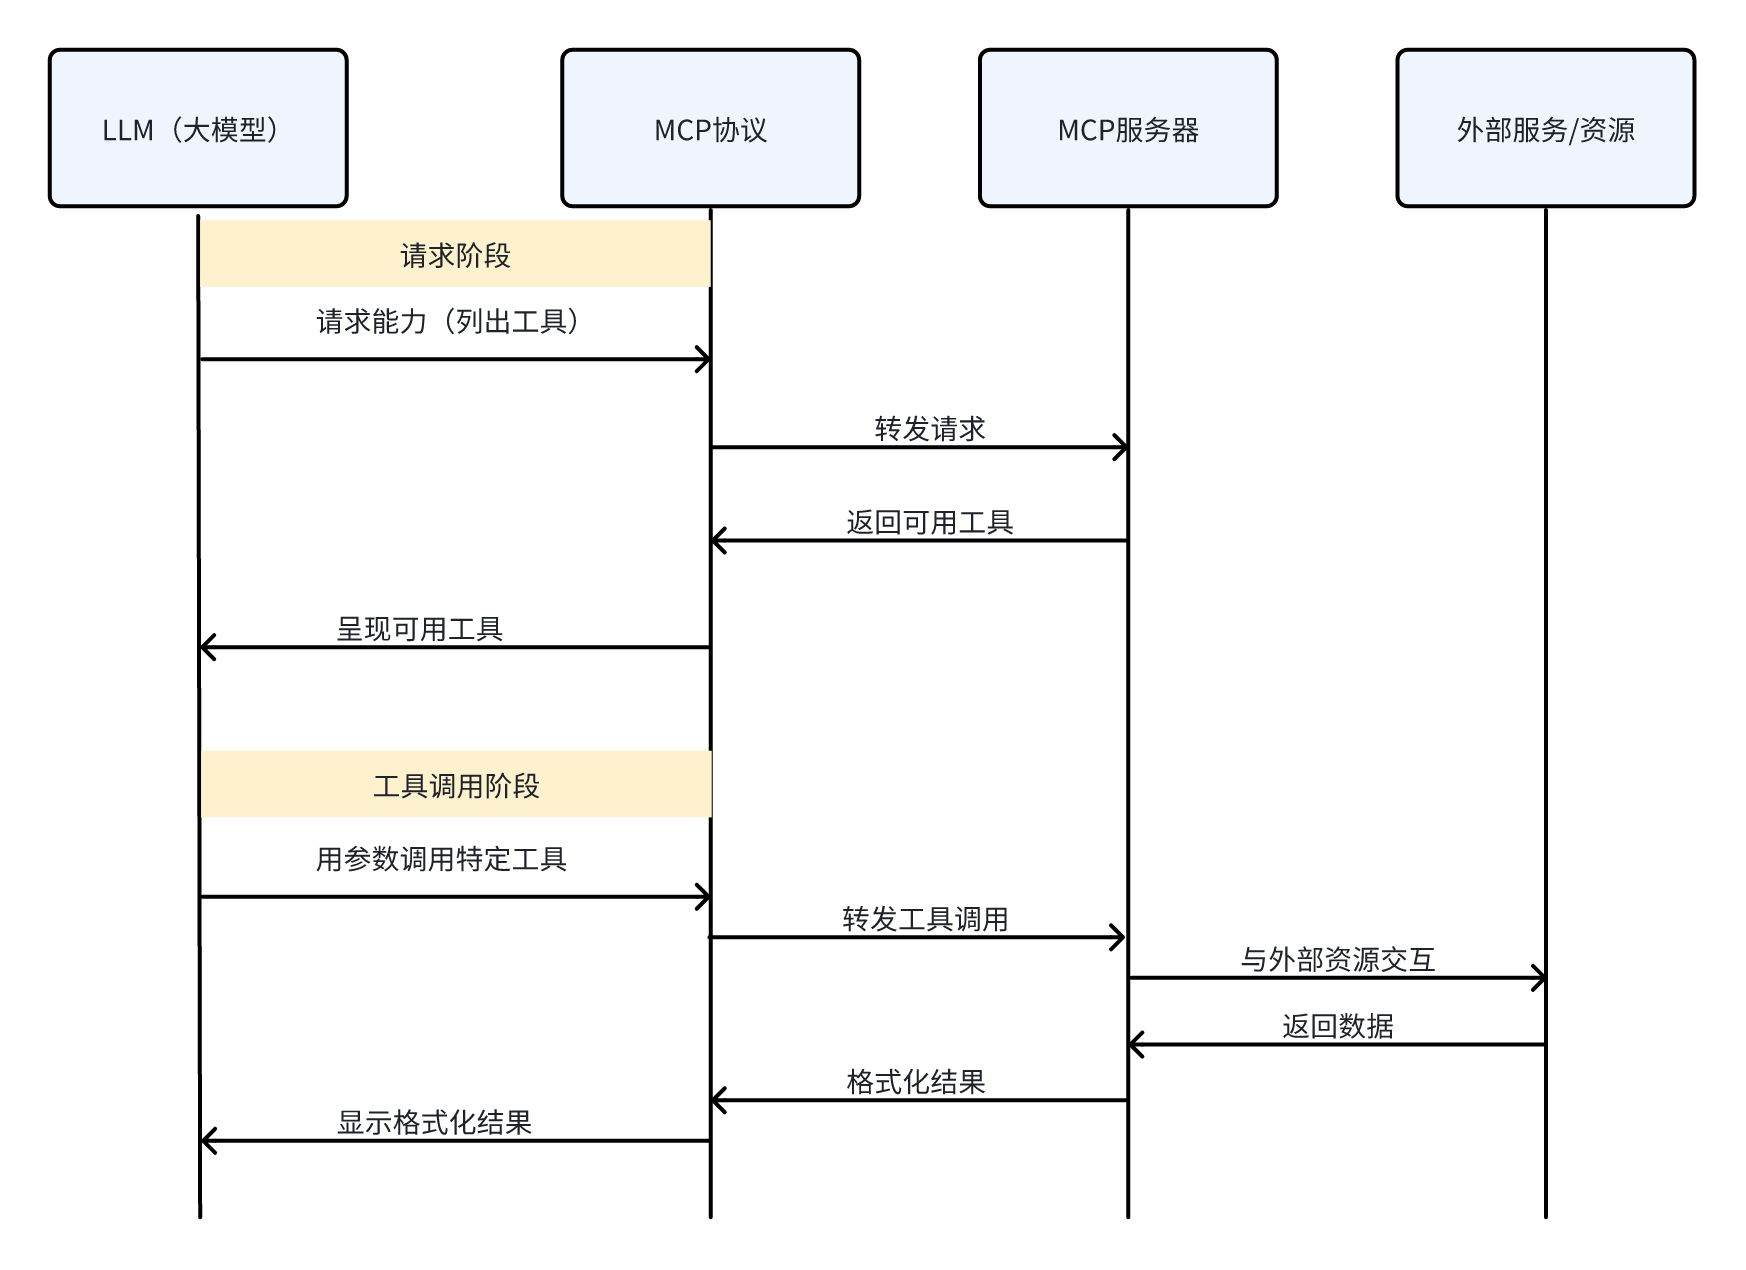 LLM（大模型）
MCP协议
MCP服务器
外部服务/资源
请求阶段
请求能力（列出工具）
转发请求
返回可用工具
呈现可用工具
工具调用阶段
用参数调用特定工具
转发工具调用
与外部资源交互
返回数据
格式化结果
显示格式化结果